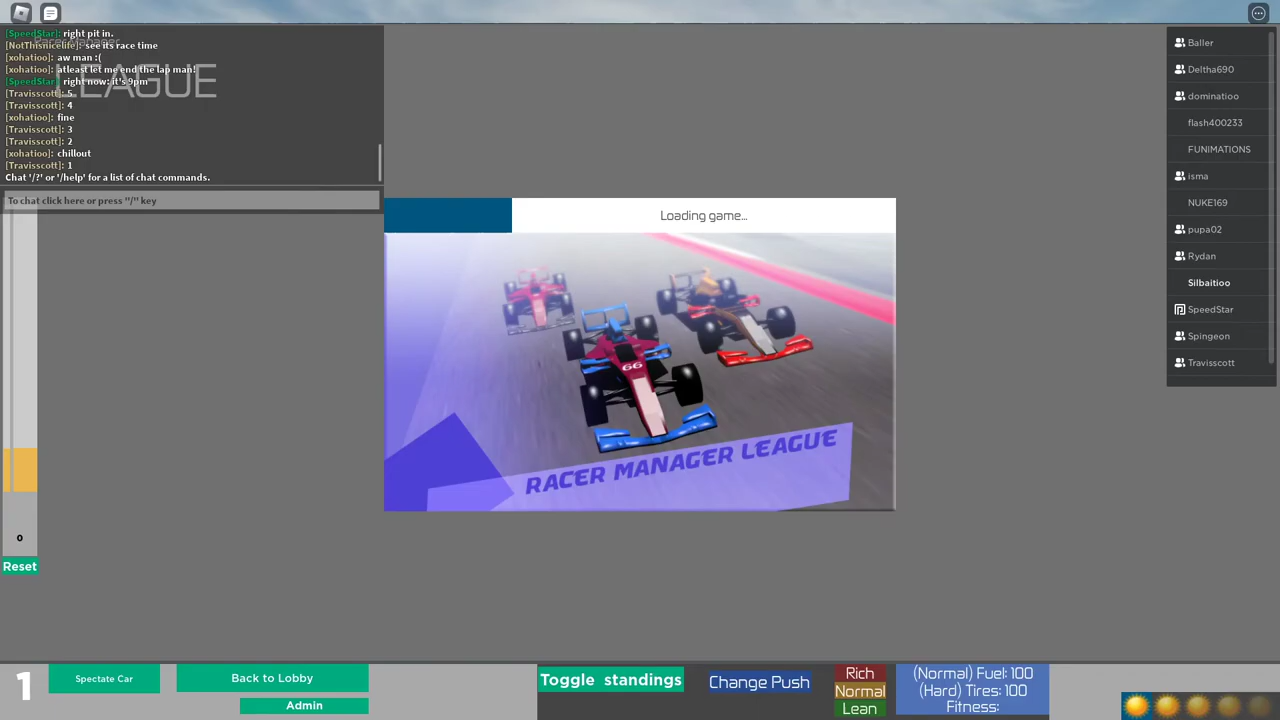 [SpeedStar]: right pit in.
[NotThisnicelife]: see its race time
Racer Manager
[xohatioo]: aw man :(
[xohatioo]: atleast let me end the lap man!
LEAGUE
[SpeedStar]: right now: it's 9pm
[Travisscott]: 5
[Travisscott]: 4
[xohatioo]: fine
[Travisscott]: 3
[Travisscott]: 2
[xohatioo]: chillout
[Travisscott]: 1
Chat '/?' or '/help' for a list of chat commands.
To chat click here or press "/" key
Loading game...
66
RACER MANAGER LEAGUE
Baller
Deltha690
dominatioo
flash400233
FUNIMATIONS
isma
NUKE169
pupa02
Rydan
Silbaitioo
SpeedStar
Spingeon
Travisscott
0
Reset
1
Spectate Car
Back to Lobby
Admin
Toggle standings
Change Push
Rich
Normal
Lean
(Normal) Fuel: 100
(Hard) Tires: 100
Fitness: